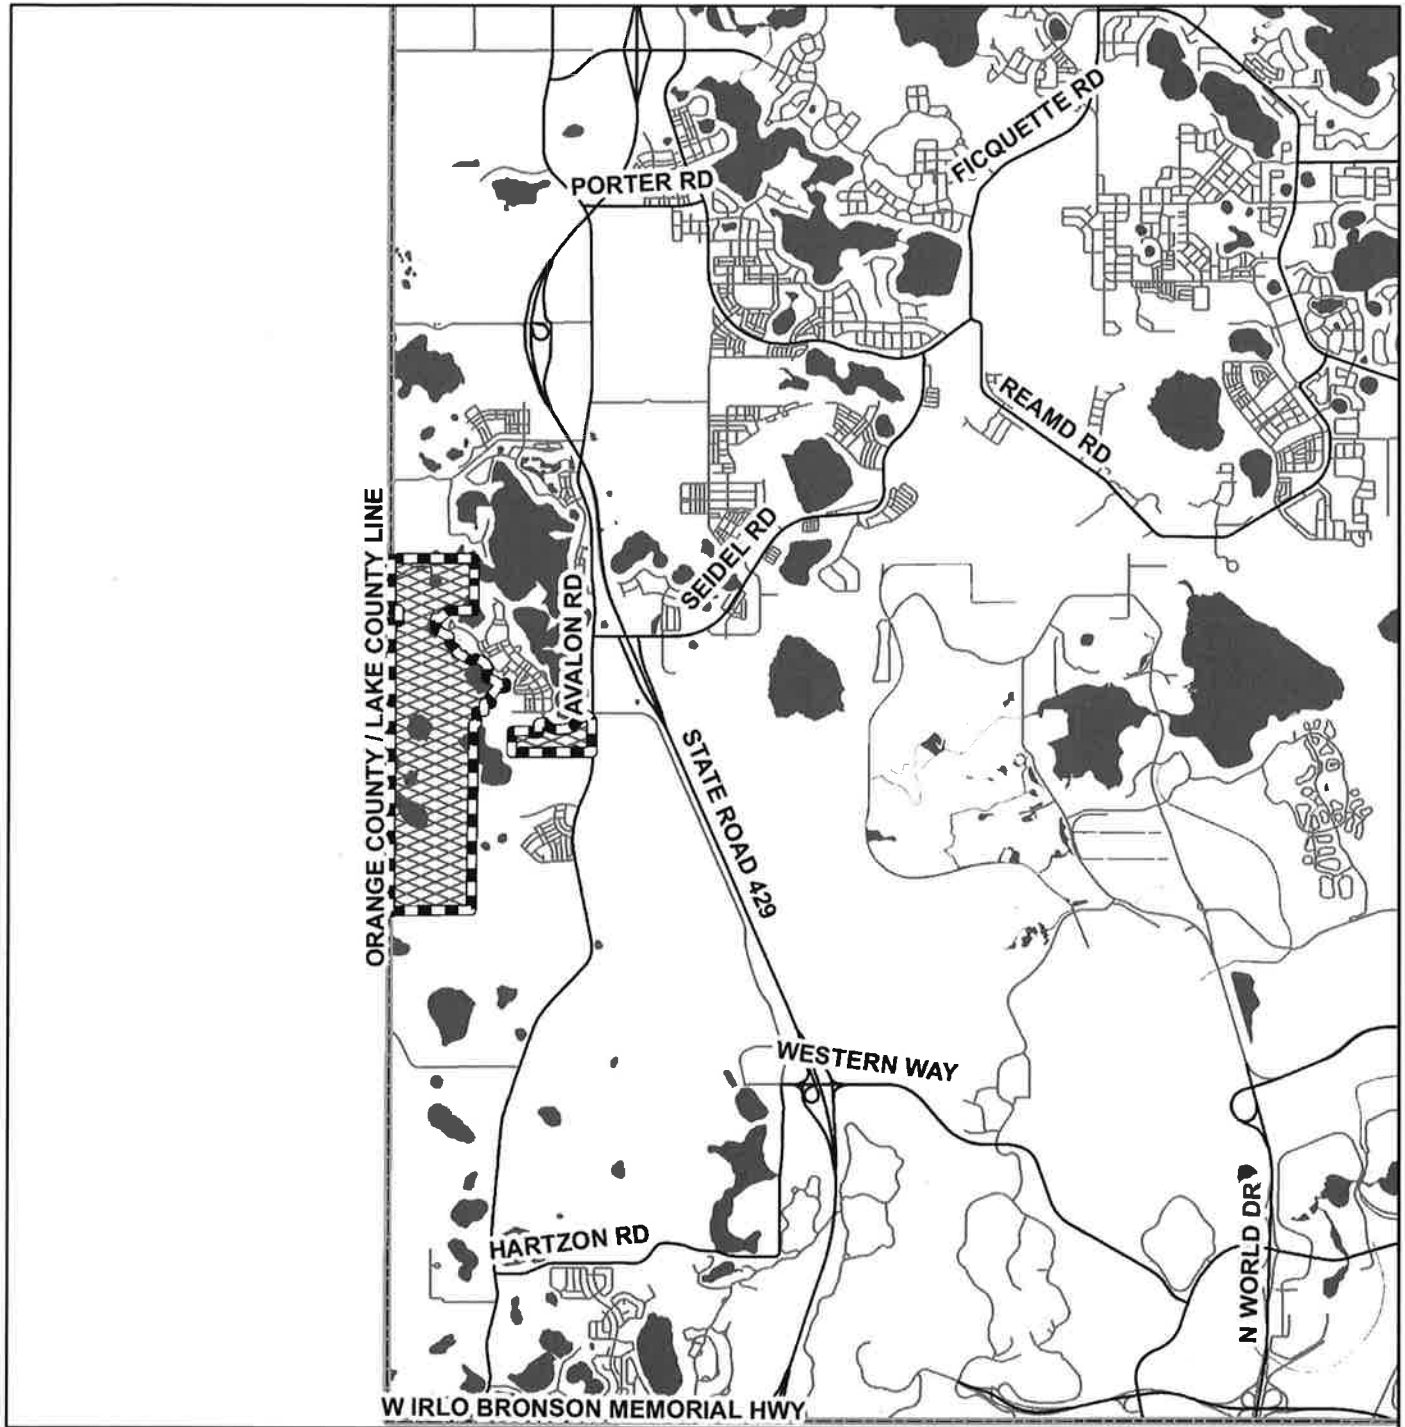 FICQUETTE RD
PORTER RD
REAMD RD
ORANGE COUNTY / LAKE COUNTY LINE
SEIDEL RD
AVALON RD
STATE ROAD 429
WESTERN WAY
N WORLD DR
HARTZON RD
W IRLO BRONSON MEMORIAL HWY